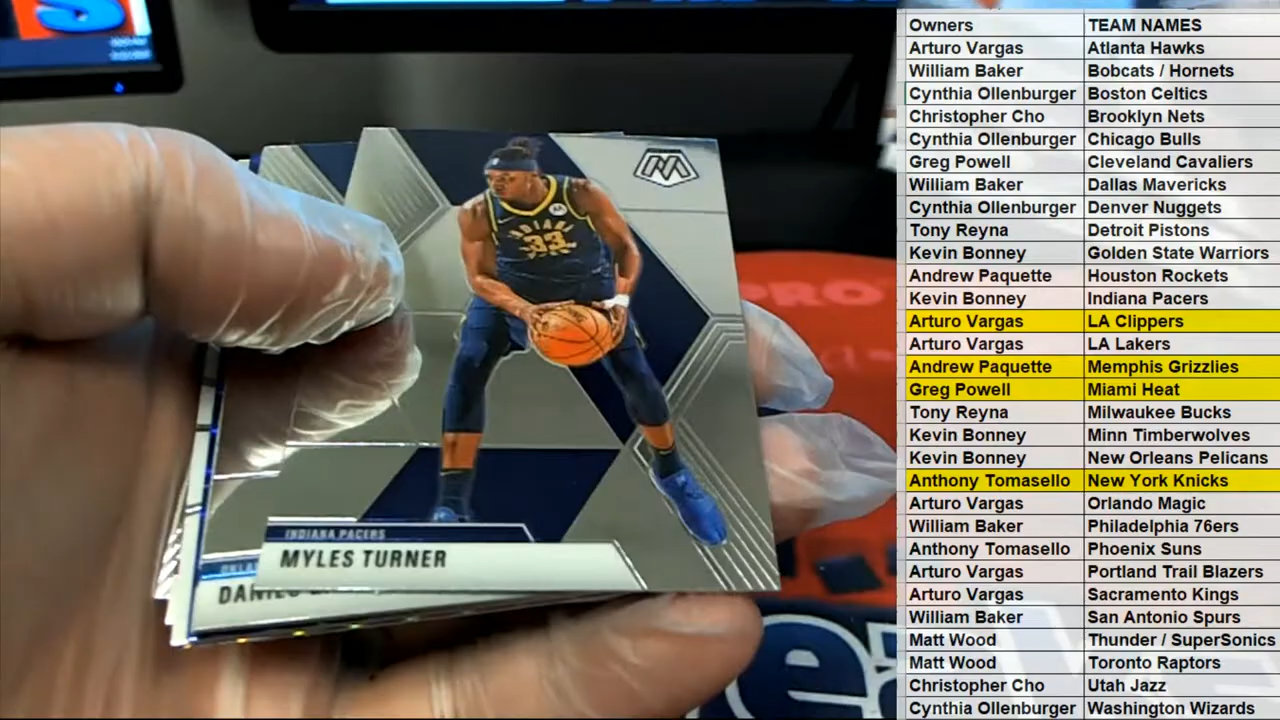 S
INDIANA
33
INDIANA PACERS
MYLES TURNER
OKLA
PRO
ea
Owners TEAM NAMES
Arturo Vargas Atlanta Hawks
William Baker Bobcats / Hornets
Cynthia Ollenburger Boston Celtics
Christopher Cho Brooklyn Nets
Cynthia Ollenburger Chicago Bulls
Greg Powell Cleveland Cavaliers
William Baker Dallas Mavericks
Cynthia Ollenburger Denver Nuggets
Tony Reyna Detroit Pistons
Kevin Bonney Golden State Warriors
Andrew Paquette Houston Rockets
Kevin Bonney Indiana Pacers
Arturo Vargas LA Clippers
Arturo Vargas LA Lakers
Andrew Paquette Memphis Grizzlies
Greg Powell Miami Heat
Tony Reyna Milwaukee Bucks
Kevin Bonney Minn Timberwolves
Kevin Bonney New Orleans Pelicans
Anthony Tomasello New York Knicks
Arturo Vargas Orlando Magic
William Baker Philadelphia 76ers
Anthony Tomasello Phoenix Suns
Arturo Vargas Portland Trail Blazers
Arturo Vargas Sacramento Kings
William Baker San Antonio Spurs
Matt Wood Thunder / SuperSonics
Matt Wood Toronto Raptors
Christopher Cho Utah Jazz
Cynthia Ollenburger Washington Wizards